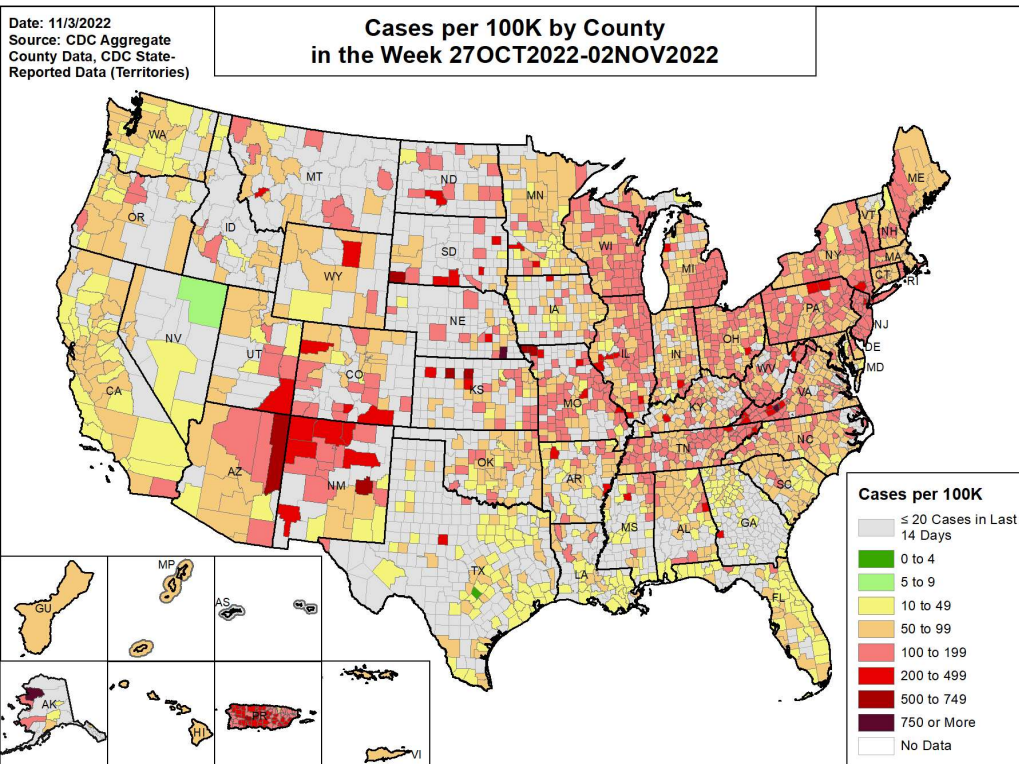 Date: 11/3/2022
Source: CDC Aggregate
County Data, CDC State-
Reported Data (Territories)
Cases per 100K by County
in the Week 27OCT2022-02NOV2022
WA
MT
ND
MN
ME
OR
ID
SD
WI
VT
NH
WY
MI
NY
MA
CT
RI
IA
NE
PA
NV
UT
IL
IN
OH
NJ
CO
DE
MD
CA
KS
MO
WV
VA
KY
NC
TN
AZ
NM
OK
AR
SC
MS
AL
GA
TX
LA
FL
Cases per 100K
≤ 20 Cases in Last
14 Days
0 to 4
5 to 9
10 to 49
50 to 99
100 to 199
200 to 499
500 to 749
750 or More
No Data
GU
MP
AS
AK
HI
PR
VI